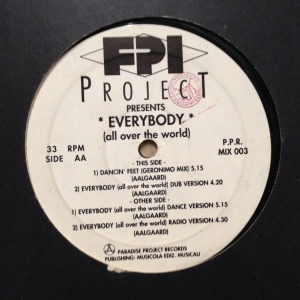 FPI
PROJECT
PRESENTS
* EVERYBODY *
(all over the world)
33 RPM
SIDE AA
P.P.R.
MIX 003
- THIS SIDE -
1) DANCIN' FEET (GERONIMO MIX) 5.15
(AALGAARD)
2) EVERYBODY (all over the world) DUB VERSION 4.20
(AALGAARD)
- OTHER SIDE -
1) EVERYBODY (all over the world) DANCE VERSION 5.15
(AALGAARD)
2) EVERYBODY (all over the world) RADIO VERSION 4.30
(AALGAARD)
PARADISE PROJECT RECORDS
PUBLISHING: MUSICOLA EDIZ. MUSICALI